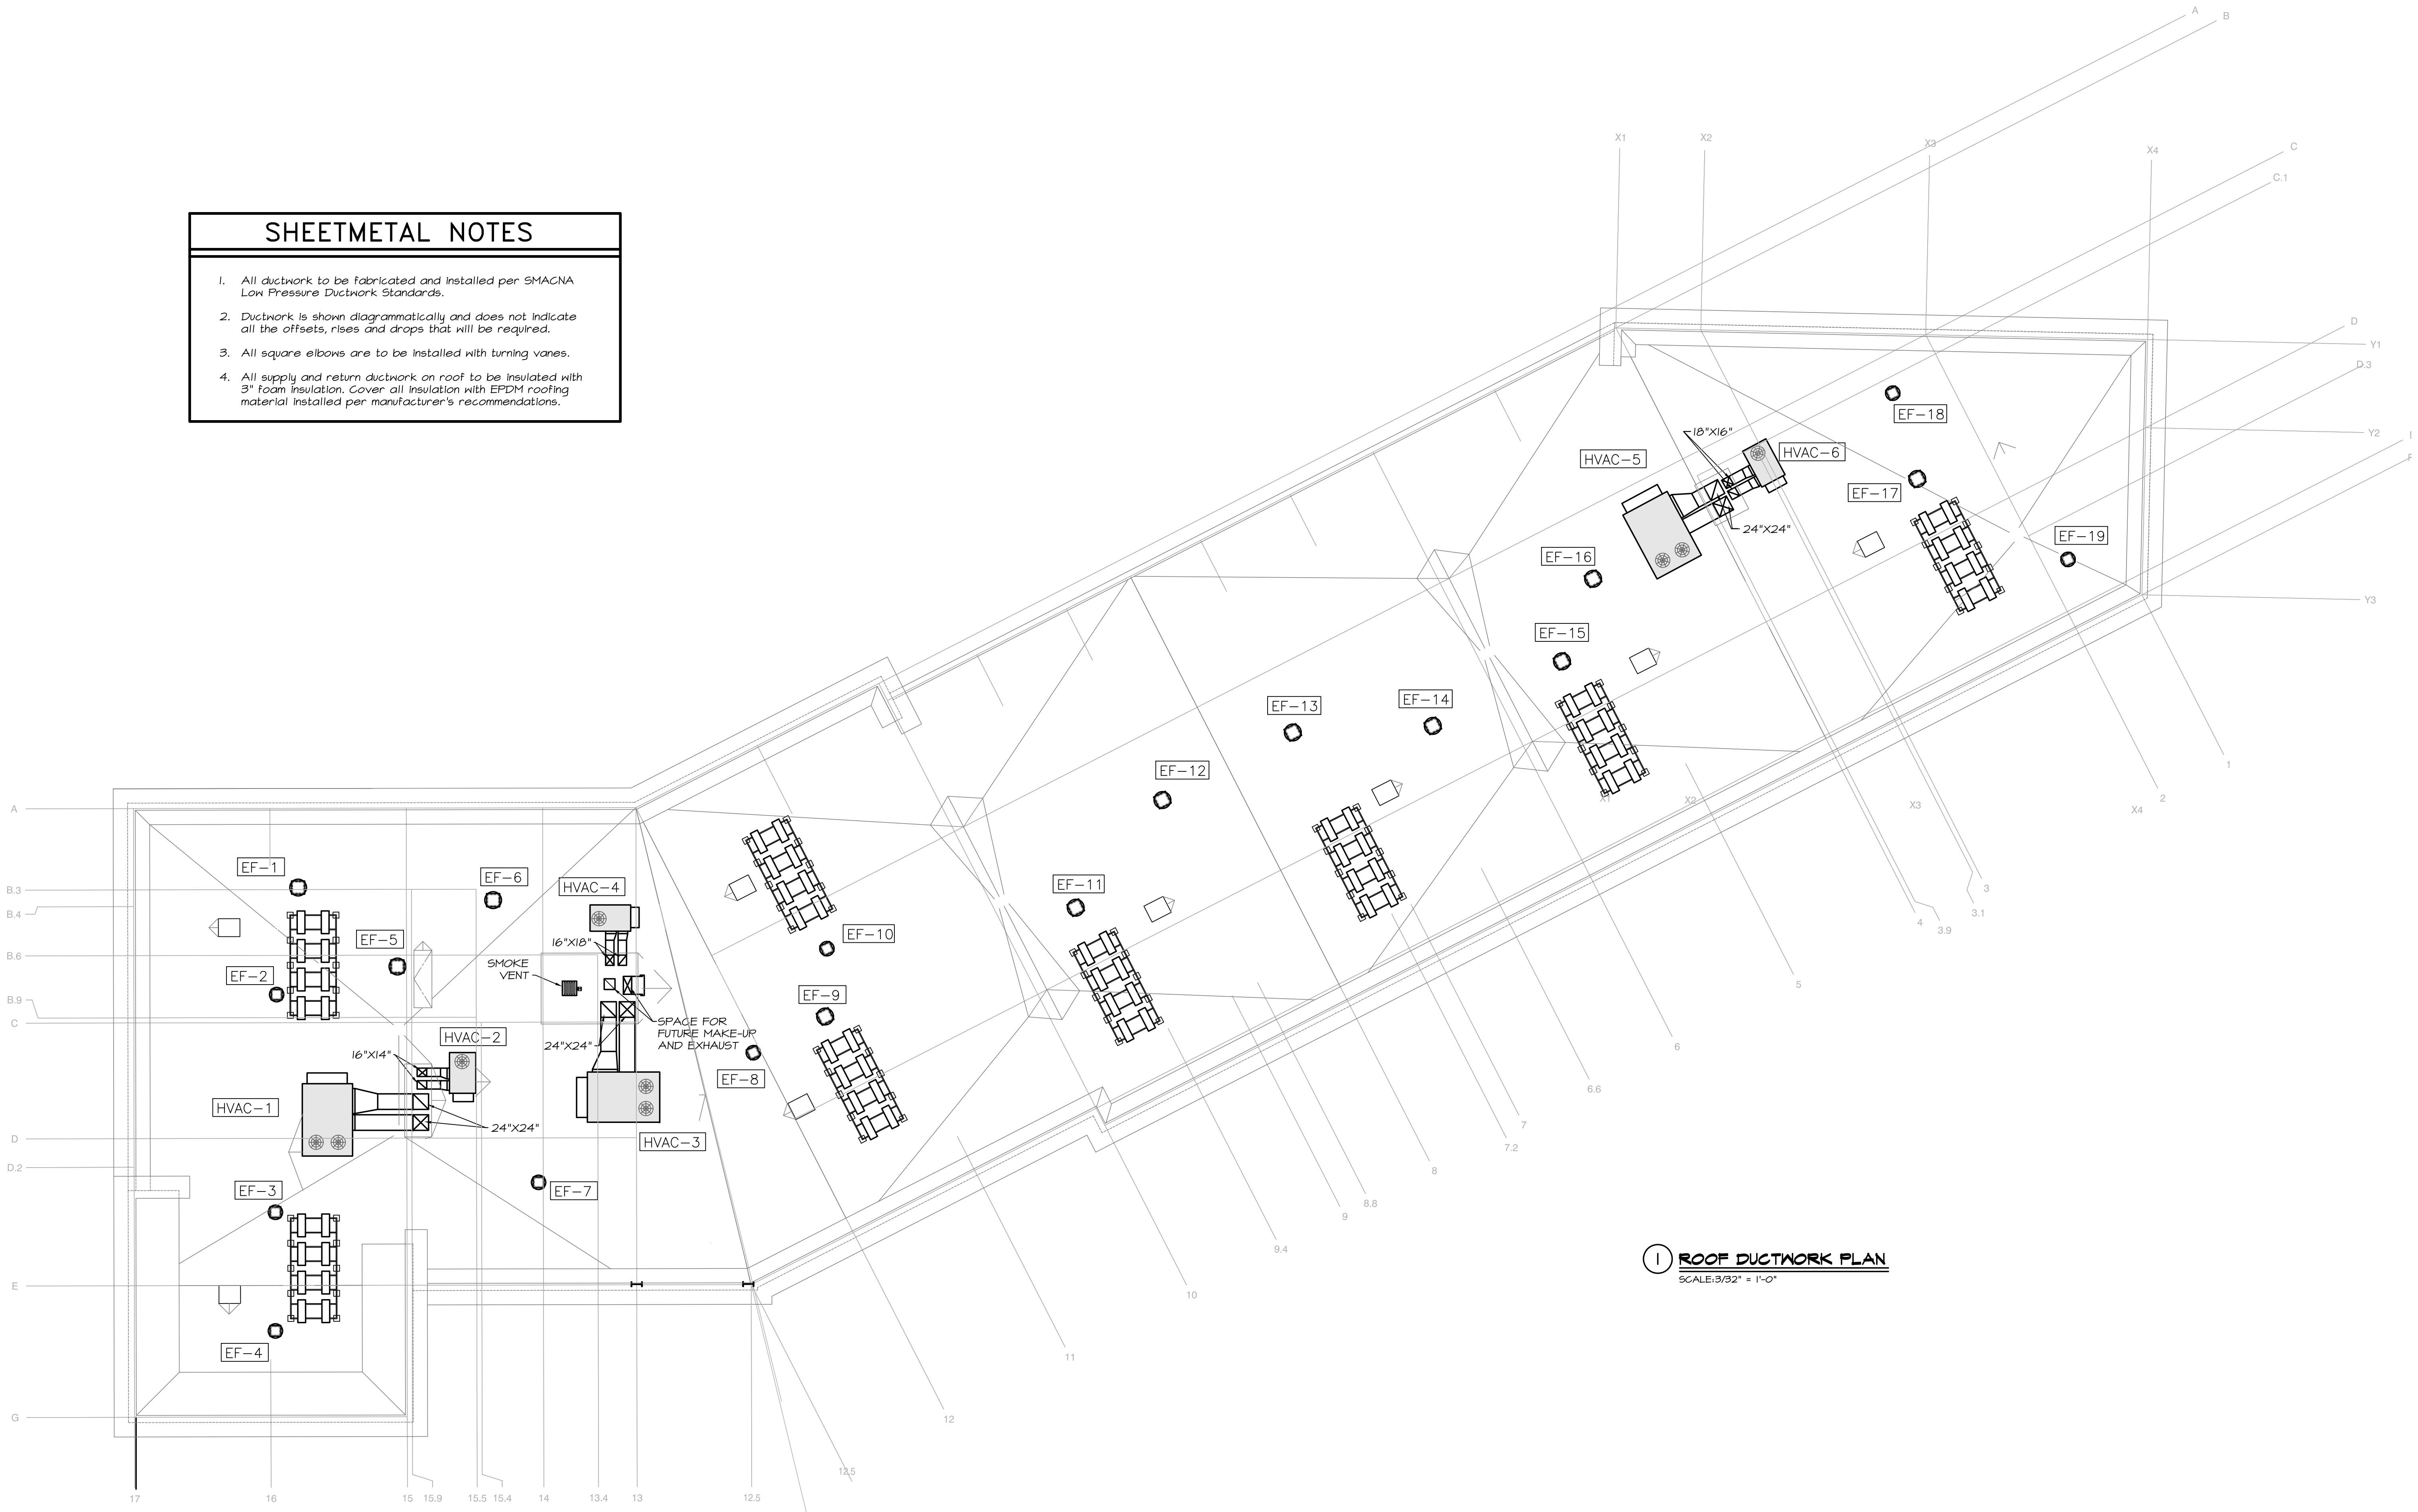 A
B
X1
X2
X3
X4
C
C.1
SHEETMETAL NOTES
1. All ductwork to be fabricated and installed per SMACNA
Low Pressure Ductwork Standards.
2. Ductwork is shown diagrammatically and does not indicate
all the offsets, rises and drops that will be required.
3. All square elbows are to be installed with turning vanes.
4. All supply and return ductwork on roof to be insulated with
3" foam insulation. Cover all insulation with EPDM roofing
material installed per manufacturer's recommendations.
D
Y1
D.3
EF-18
Y2
18"X16"
HVAC-5
HVAC-6
EF-17
24"X24"
EF-19
EF-16
Y3
EF-15
EF-14
EF-13
EF-12
1
2
X1
X2
X3
X4
A
EF-1
EF-6
HVAC-4
EF-11
B.3
B.4
3
3.1
4
3.9
EF-10
EF-5
16"X18"
B.6
SMOKE
VENT
EF-2
EF-9
5
B.9
C
SPACE FOR
FUTURE MAKE-UP
AND EXHAUST
HVAC-2
24"X24"
6
16"X14"
EF-8
6.6
HVAC-1
24"X24"
7
D
HVAC-3
7.2
D.2
8
EF-3
EF-7
8.8
9
9.4
1 ROOF DUCTWORK PLAN
SCALE:3/32" = 1'-0"
E
10
EF-4
11
G
12
12.5
17
16
15
15.9
15.5
15.4
14
13.4
13
12.5